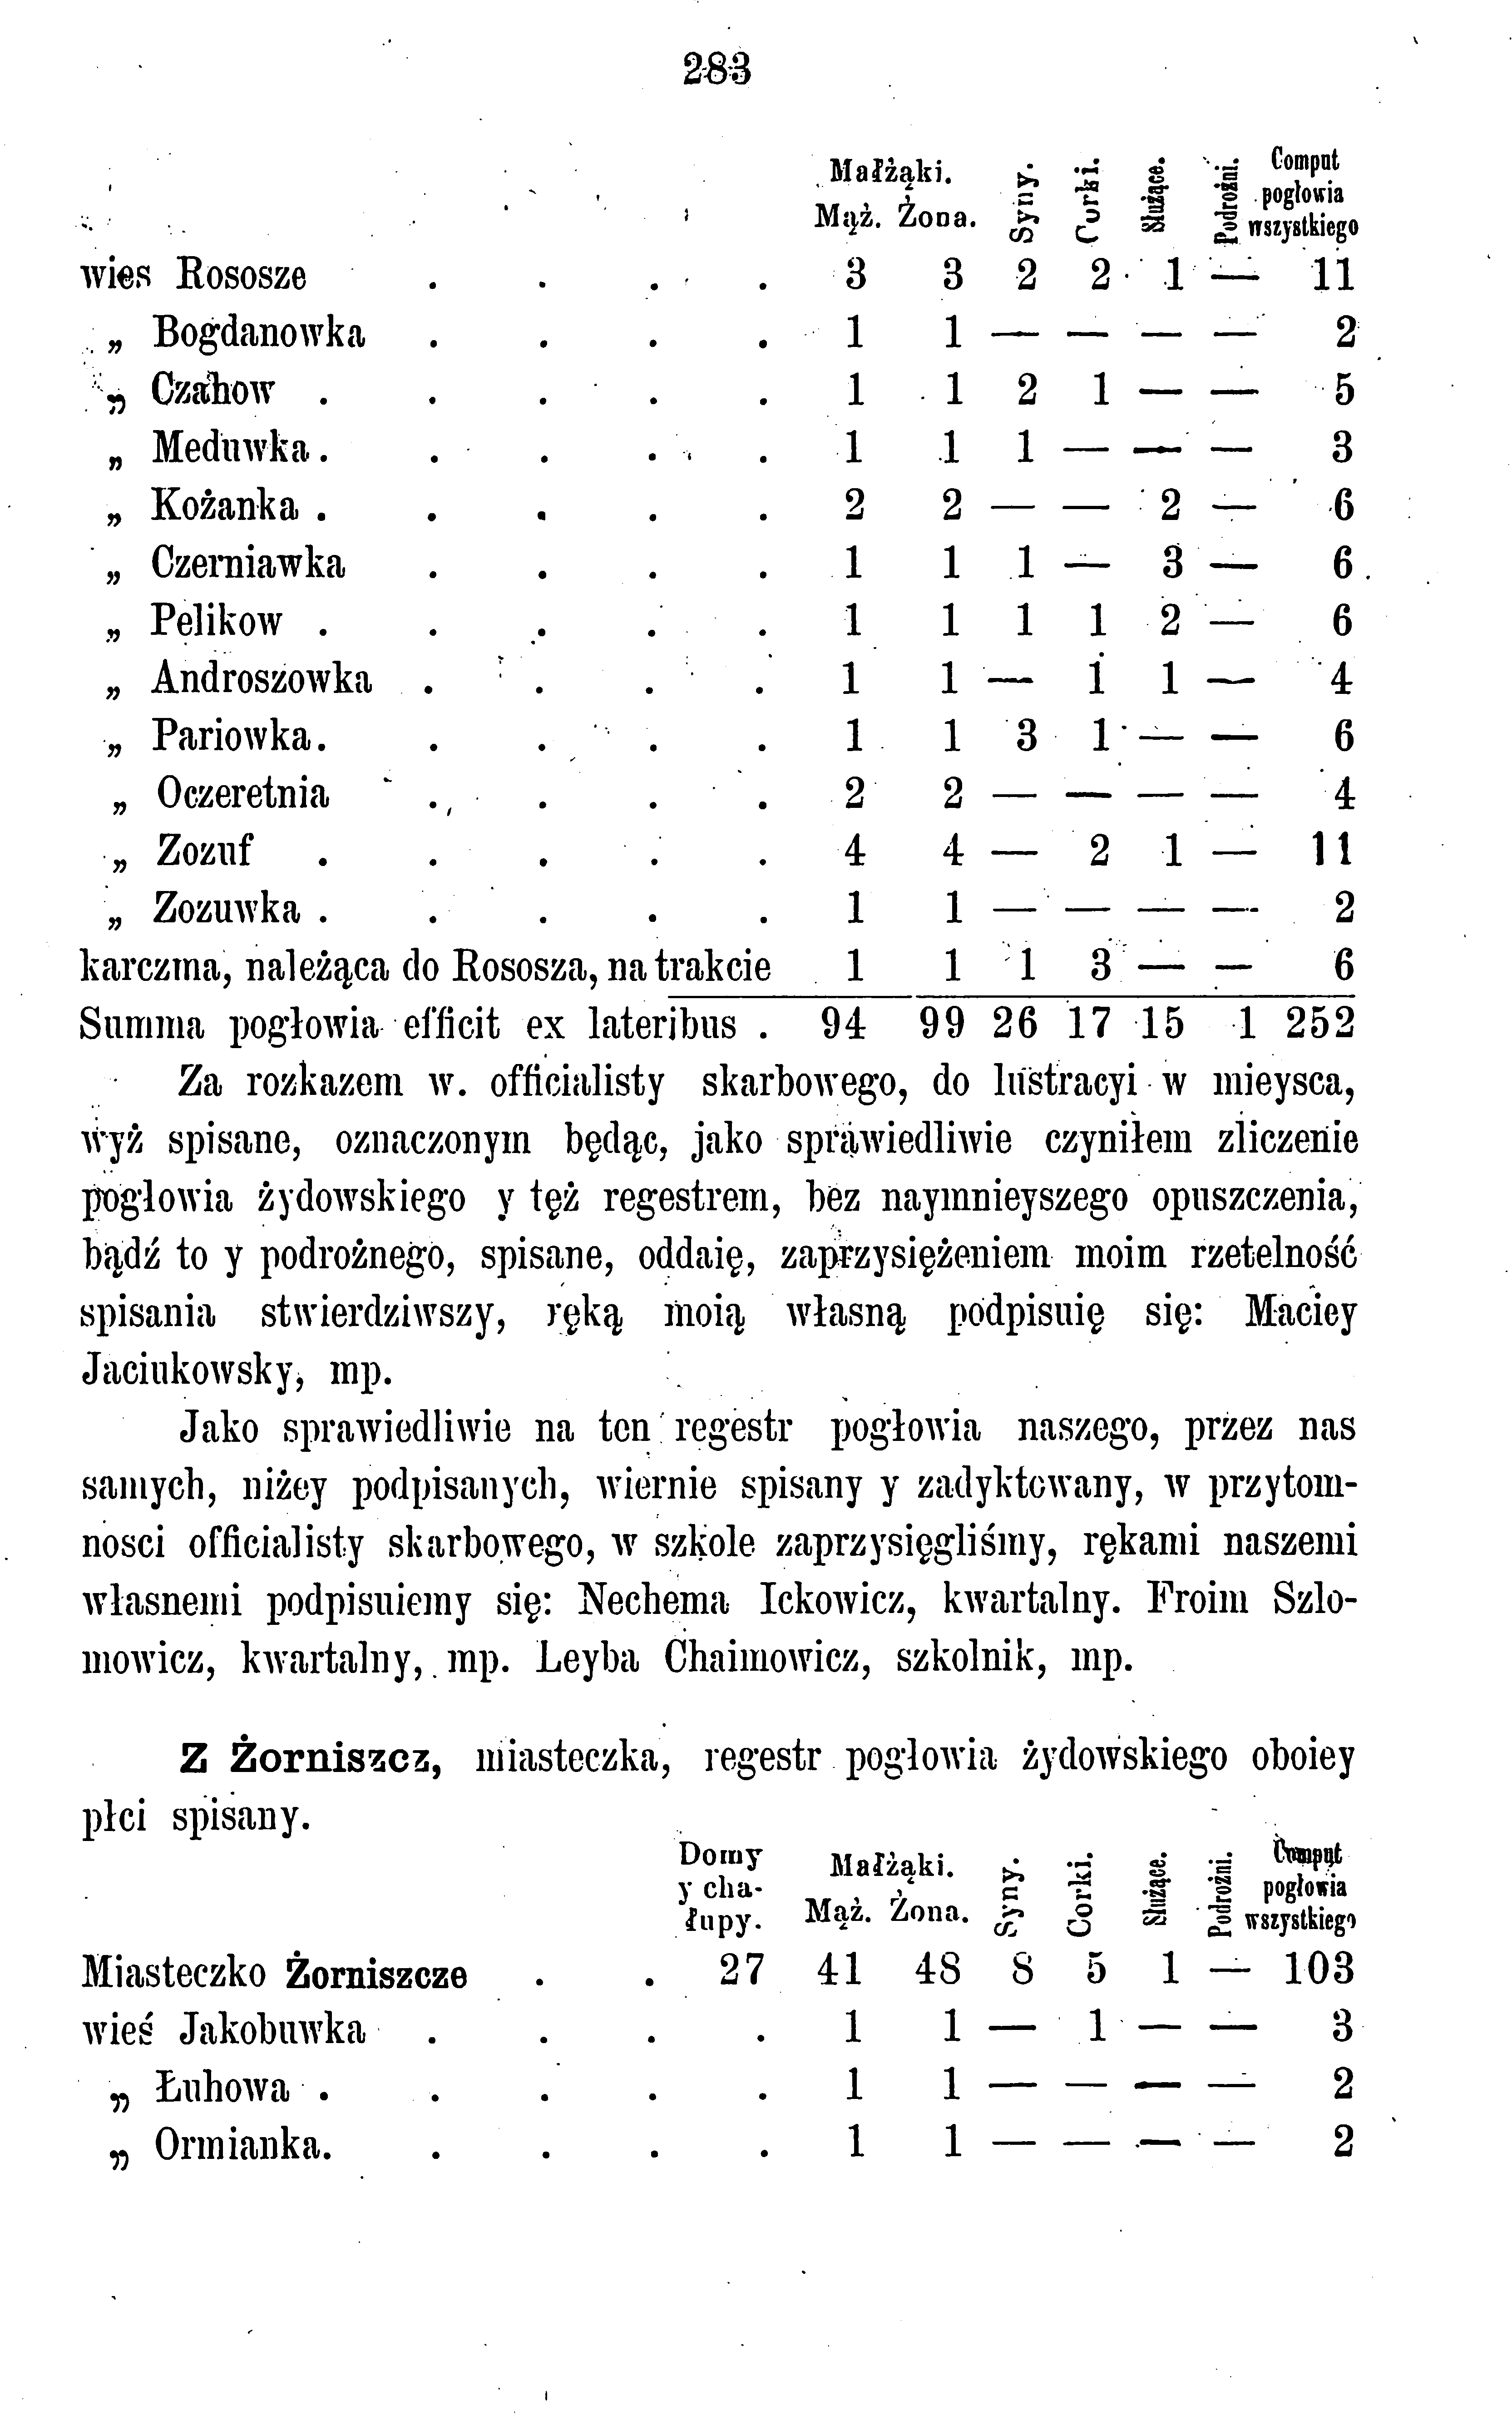 283
Małżąki. Syny. Corki. Służące. Podrożni. Comput
pogłowia
Mąż. Żona. wszystkiego
wies Rososze . . . . 3 3 2 2 1 — 11
„ Bogdanowka . . . . 1 1 — — — — 2
„ Czahow . . . . . 1 1 2 1 — — 5
„ Meduwka . . . . . 1 1 1 — — — 3
„ Kożanka . . . . . 2 2 — — 2 — 6
„ Czerniawka . . . . 1 1 1 — 3 — 6
„ Pelikow . . . . . 1 1 1 1 2 — 6
„ Androszowka . . . . 1 1 — 1 1 — 4
„ Pariowka . . . . . 1 1 3 1 — — 6
„ Oczeretnia . . . . 2 2 — — — — 4
„ Zozuf . . . . . 4 4 — 2 1 — 11
„ Zozuwka . . . . . 1 1 — — — — 2
karczma, należąca do Rososza, na trakcie 1 1 1 3 — — 6
Summa pogłowia efficit ex lateribus . 94 99 26 17 15 1 252
Za rozkazem w. officialisty skarbowego, do lustracyi w mieysca,
wyż spisane, oznaczonym będąc, jako sprawiedliwie czyniłem zliczenie
pogłowia żydowskiego y tęż regestrem, bez naymnieyszego opuszczenia,
bądź to y podrożnego, spisane, oddaię, zaprzysiężeniem moim rzetelność
spisania stwierdziwszy, ręką moią własną podpisuię się: Maciey
Jaciukowsky, mp.
Jako sprawiedliwie na ten regestr pogłowia naszego, przez nas
samych, niżey podpisanych, wiernie spisany y zadyktowany, w przytom-
nosci officialisty skarbowego, w szkole zaprzysięgliśmy, rękami naszemi
własnemi podpisuiemy się: Nechema Ickowicz, kwartalny. Froim Szlo-
mowicz, kwartalny, mp. Leyba Chaimowicz, szkolnik, mp.
Z Żorniszcz, miasteczka, regestr pogłowia żydowskiego oboiey
płci spisany.
Domy Małżąki. Syny. Corki. Służące. Podrożni. Comput
y cha- pogłowia
łupy. Mąż. Żona. wszystkiego
Miasteczko Żorniszcze . . 27 41 48 8 5 1 — 103
wieś Jakobuwka . . . . 1 1 — 1 — — 3
„ Łuhowa . . . . . 1 1 — — — — 2
„ Ormianka . . . . . 1 1 — — — — 2